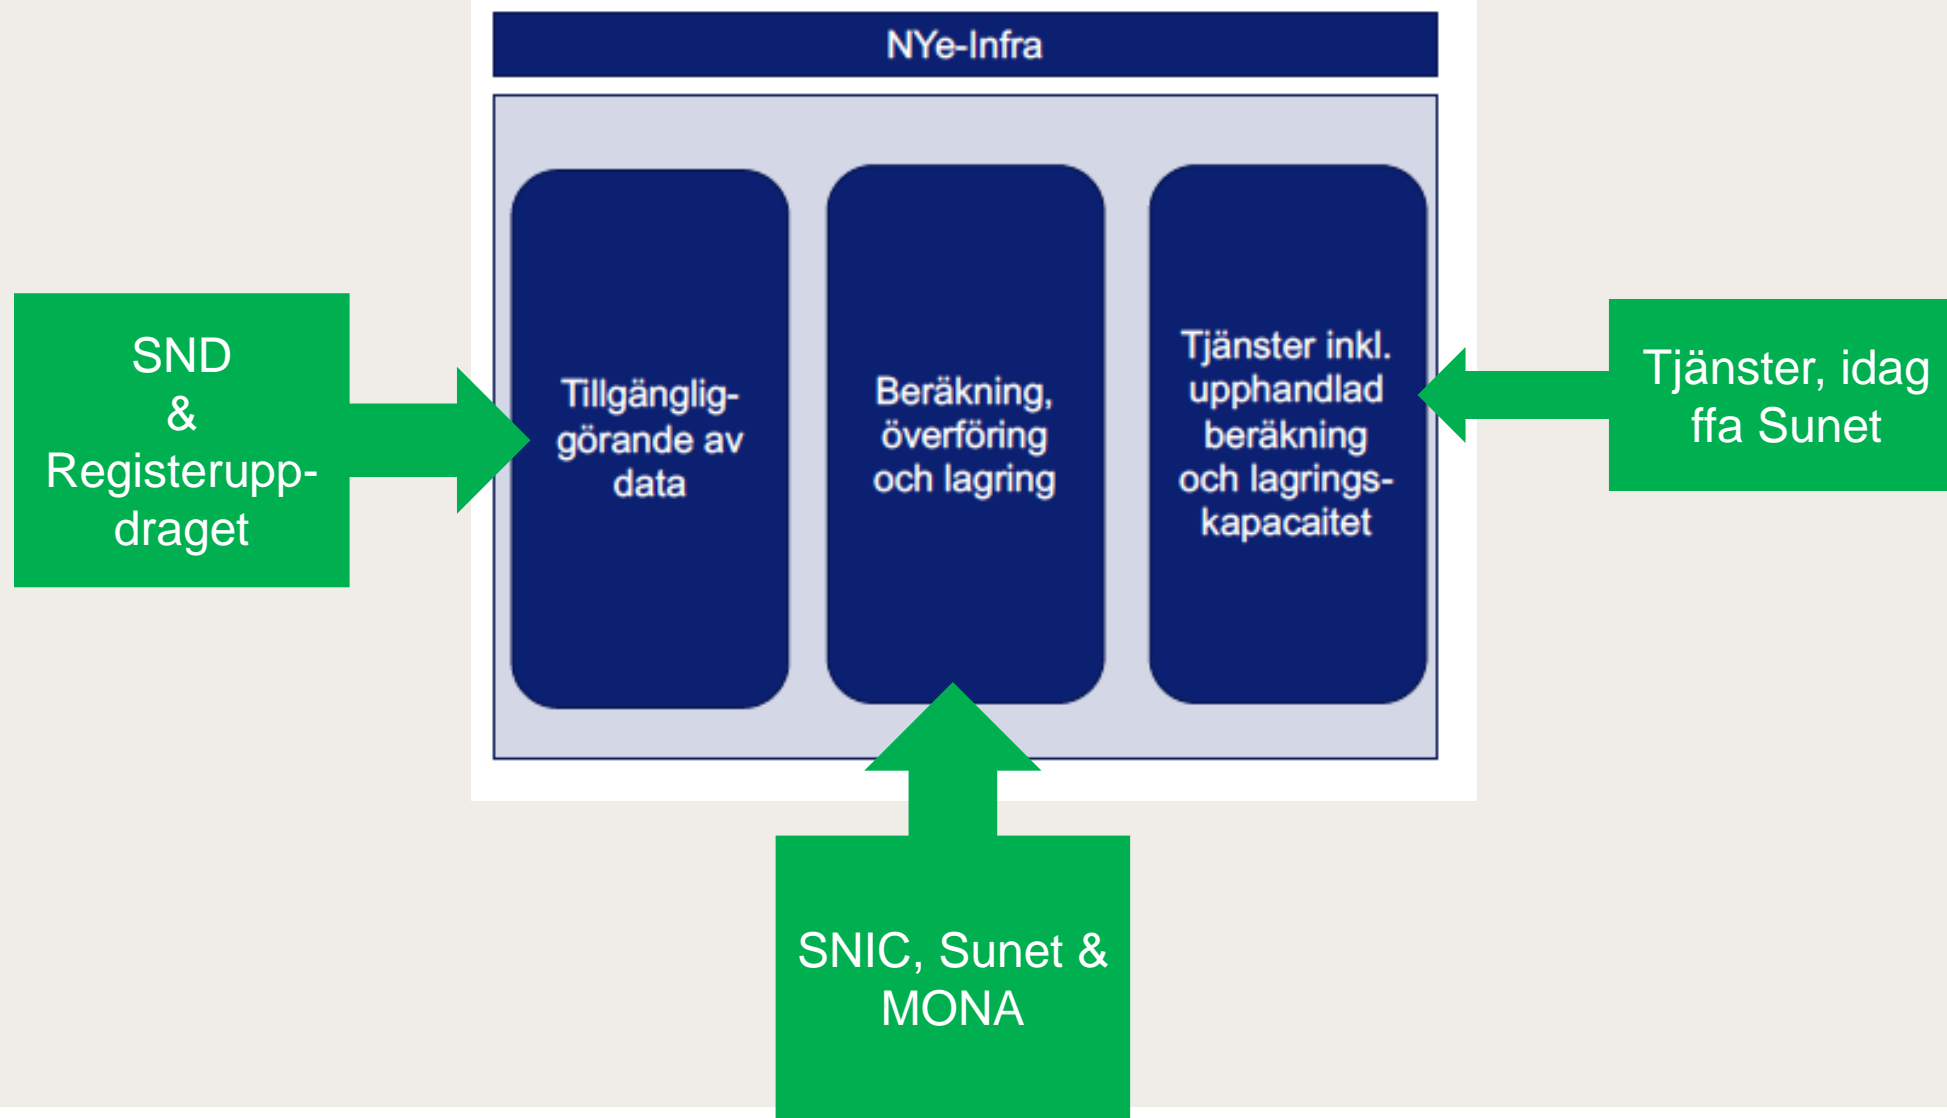 NYe-Infra
SND
&
Registerupp-
draget
Tillgänglig-
görande av
data
Beräkning,
överföring
och lagring
Tjänster inkl.
upphandlad
beräkning
och lagrings-
kapacaitet
Tjänster, idag
ffa Sunet
SNIC, Sunet &
MONA